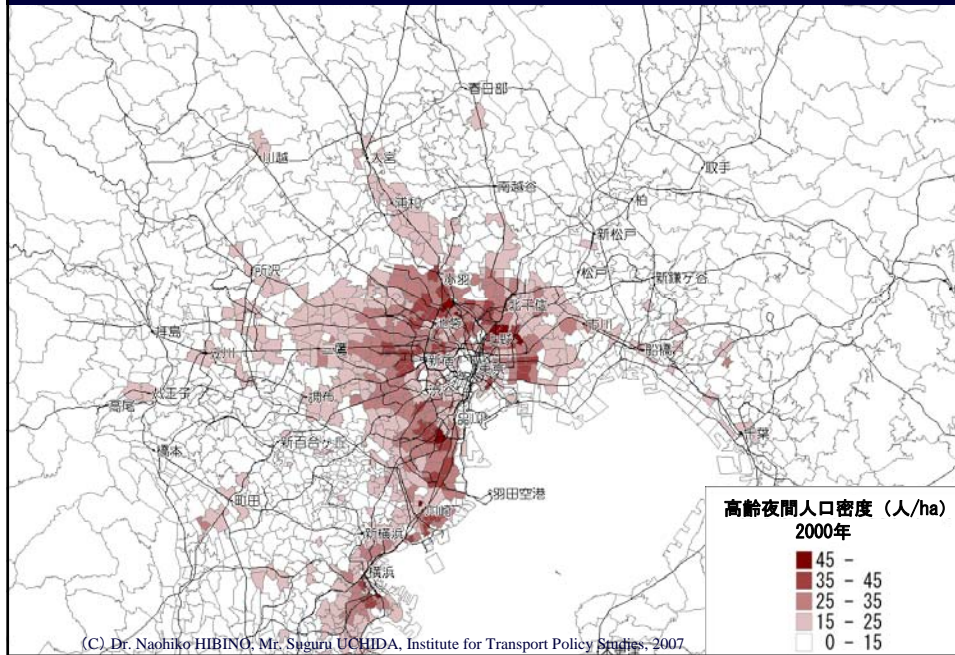 春田部
川越
大宮
取手
南越谷
柏
浦和
新松戸
所沢
松戸
新鎌ケ谷
赤羽
北千住
拝島
池袋
市川
上野
立川
三鷹
新宿
船橋
東京
八王子
渋谷
高尾
調布
品川
新百合ヶ丘
千葉
橋本
町田
羽田空港
川崎
新横浜
横浜
高齢夜間人口密度 (人/ha)
2000年
45 -
35 - 45
25 - 35
15 - 25
0 - 15
(C) Dr. Naohiko HIBINO, Mr. Suguru UCHIDA, Institute for Transport Policy Studies, 2007